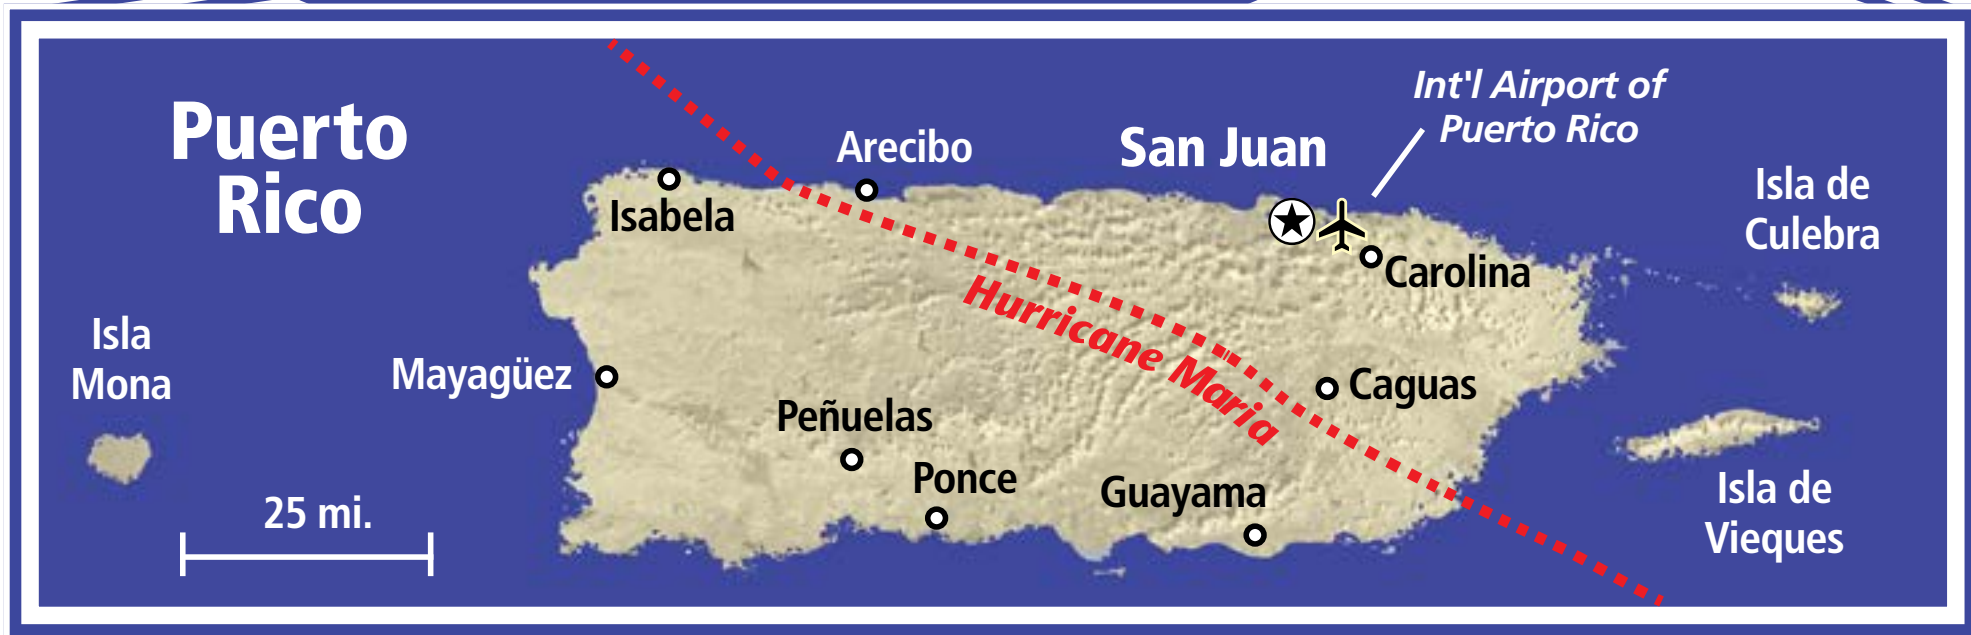 Puerto
Rico
Int'l Airport of
Puerto Rico
San Juan
Arecibo
Isabela
Isla de
Culebra
Carolina
Hurricane Maria
Isla
Mona
Mayagüez
Caguas
Peñuelas
Ponce
Guayama
25 mi.
Isla de
Vieques